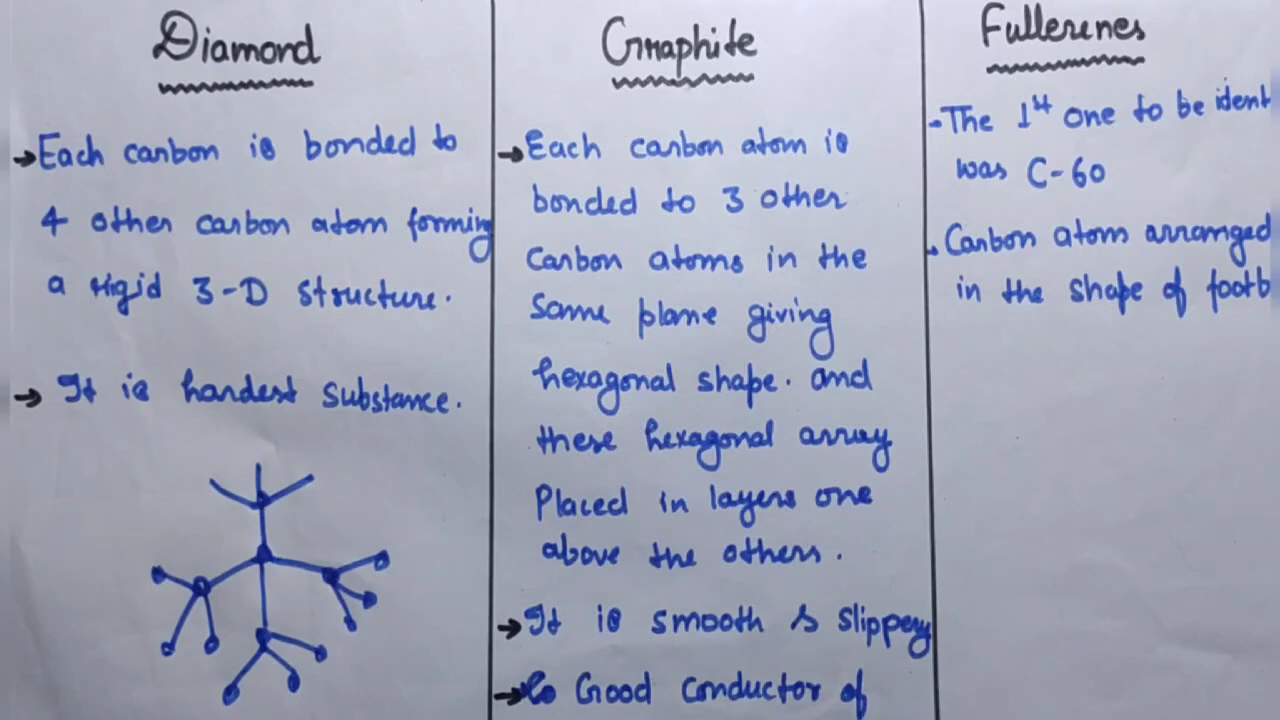 Diamond
→ Each carbon is bonded to
4 other carbon atom forming
a rigid 3-D structure.
→ It is hardest substance.
Graphite
→ Each carbon atom is
bonded to 3 other
carbon atoms in the
same plane giving
hexagonal shape. and
these hexagonal array
Placed in layers one
above the others.
→ It is smooth & slippery
→ Good conductor of
Fullerenes
- The 1st one to be ident
was C-60
. Carbon atom arranged
in the shape of footb